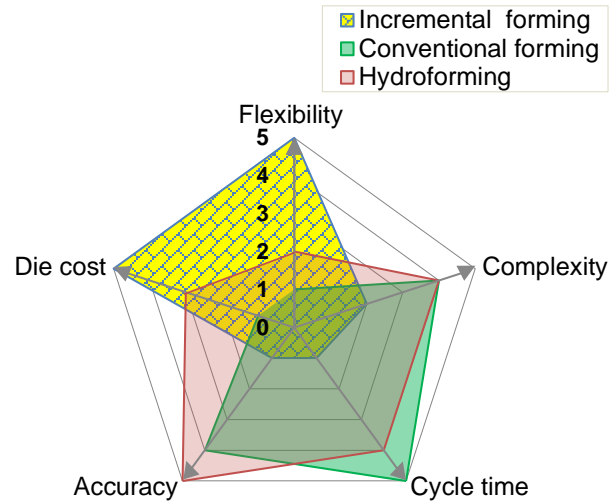 Incremental  forming
Conventional forming
Hydroforming
Flexibility
5
4
3
2
1
0
Die cost
Complexity
Accuracy
Cycle time